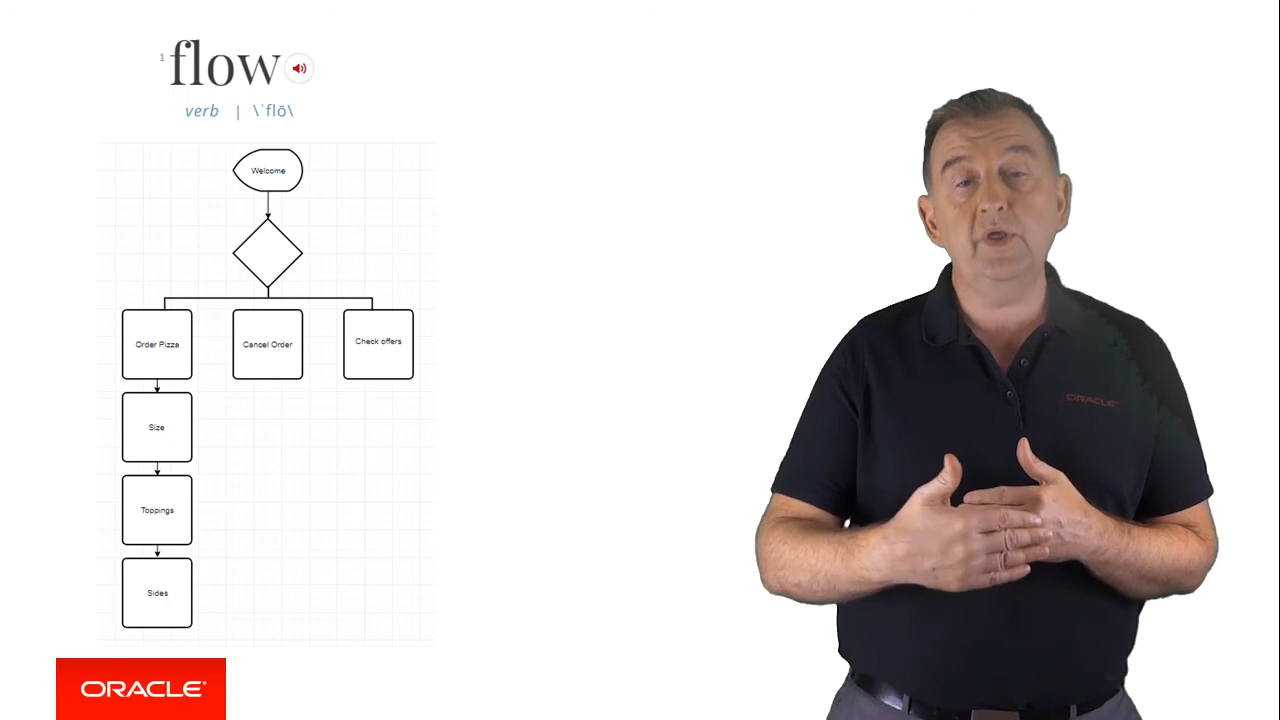 1 flow
verb | \ˈflō\
Welcome
Order Pizza
Cancel Order
Check offers
Size
Toppings
Sides
ORACLE
ORACLE®